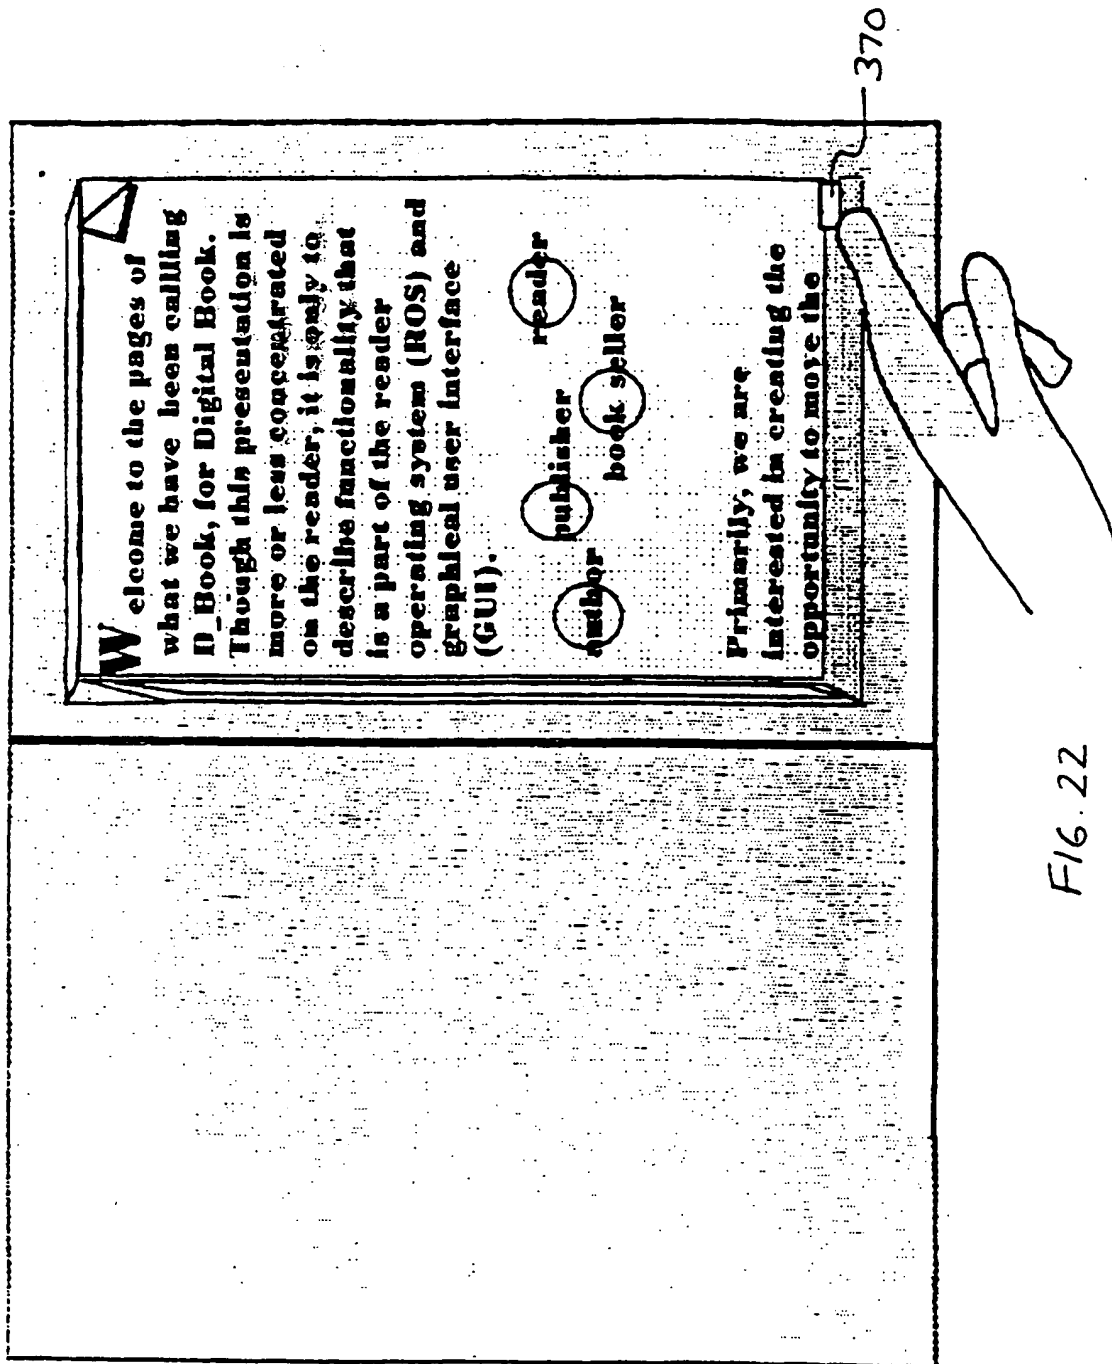 Welcome to the pages of
what we have been callling
D_Book, for Digital Book.
Though this presentation is
more or less concentrated
on the reader, it is only to
describe functionality that
is a part of the reader
operating system (ROS) and
graphical user interface
(GUI).
author
publisher
book seller
reader
Primarily, we are
interested in creating the
opportunity to move the
370
FIG. 22